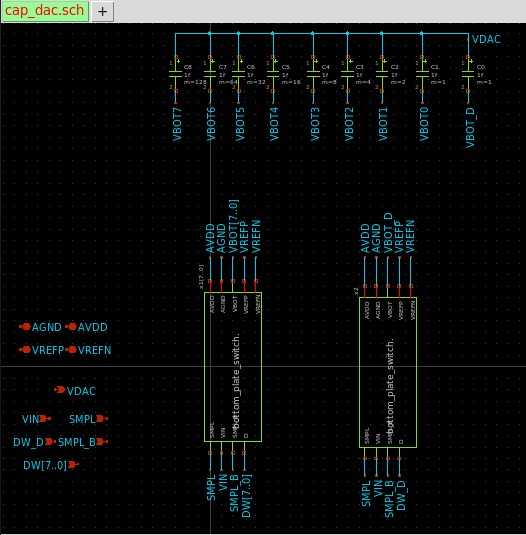 cap_dac.sch +
VDAC
C8 C7 C6 C5 C4 C3 C2 C1 C0
1f 1f 1f 1f 1f 1f 1f 1f 1f
m=128 m=64 m=32 m=16 m=8 m=4 m=2 m=1 m=1
VBOT7 VBOT6 VBOT5 VBOT4 VBOT3 VBOT2 VBOT1 VBOT0 VBOT_D
AVDD AGND VBOT[7..0] VREFP VREFN
AVDD AGND VBOT_D VREFP VREFN
x1[7..0]
x2
AVDD AGND VBOT VREFP VREFN
AVDD AGND VBOT VREFP VREFN
bottom_plate_switch.
bottom_plate_switch.
AGND AVDD
VREFP VREFN
VDAC
VIN SMPL
DW_D SMPL_B
DW[7..0]
SMPL VIN D
SMPL VIN D
SMPL VIN SMPL_B DW[7..0]
SMPL VIN SMPL_B DW_D